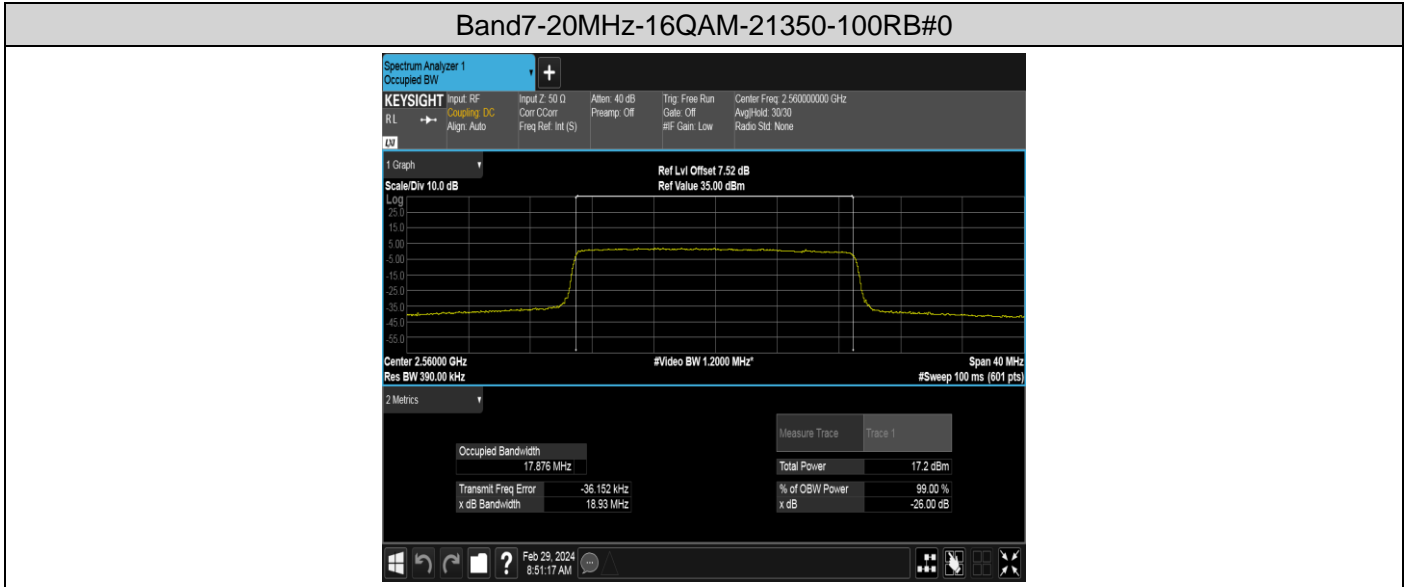 Band7-20MHz-16QAM-21350-100RB#0
Spectrum Analyzer 1
Occupied BW
+
KEYSIGHT
Input: RF
Input Z: 50 Ω
Atten: 40 dB
Trig: Free Run
Center Freq: 2.560000000 GHz
RL
Coupling: DC
Corr CCorr
Preamp: Off
Gate: Off
Avg|Hold: 30/30
Align: Auto
Freq Ref: Int (S)
#IF Gain: Low
Radio Std: None
LXI
1 Graph
Ref Lvl Offset 7.52 dB
Scale/Div 10.0 dB
Ref Value 35.00 dBm
Log
25.0
15.0
5.00
-5.00
-15.0
-25.0
-35.0
-45.0
-55.0
Center 2.56000 GHz
#Video BW 1.2000 MHz*
Span 40 MHz
Res BW 390.00 kHz
#Sweep 100 ms (601 pts)
2 Metrics
Measure Trace
Trace 1
Occupied Bandwidth
17.876 MHz
Total Power
17.2 dBm
Transmit Freq Error
-36.152 kHz
% of OBW Power
99.00 %
x dB Bandwidth
18.93 MHz
x dB
-26.00 dB
?
Feb 29, 2024
8:51:17 AM